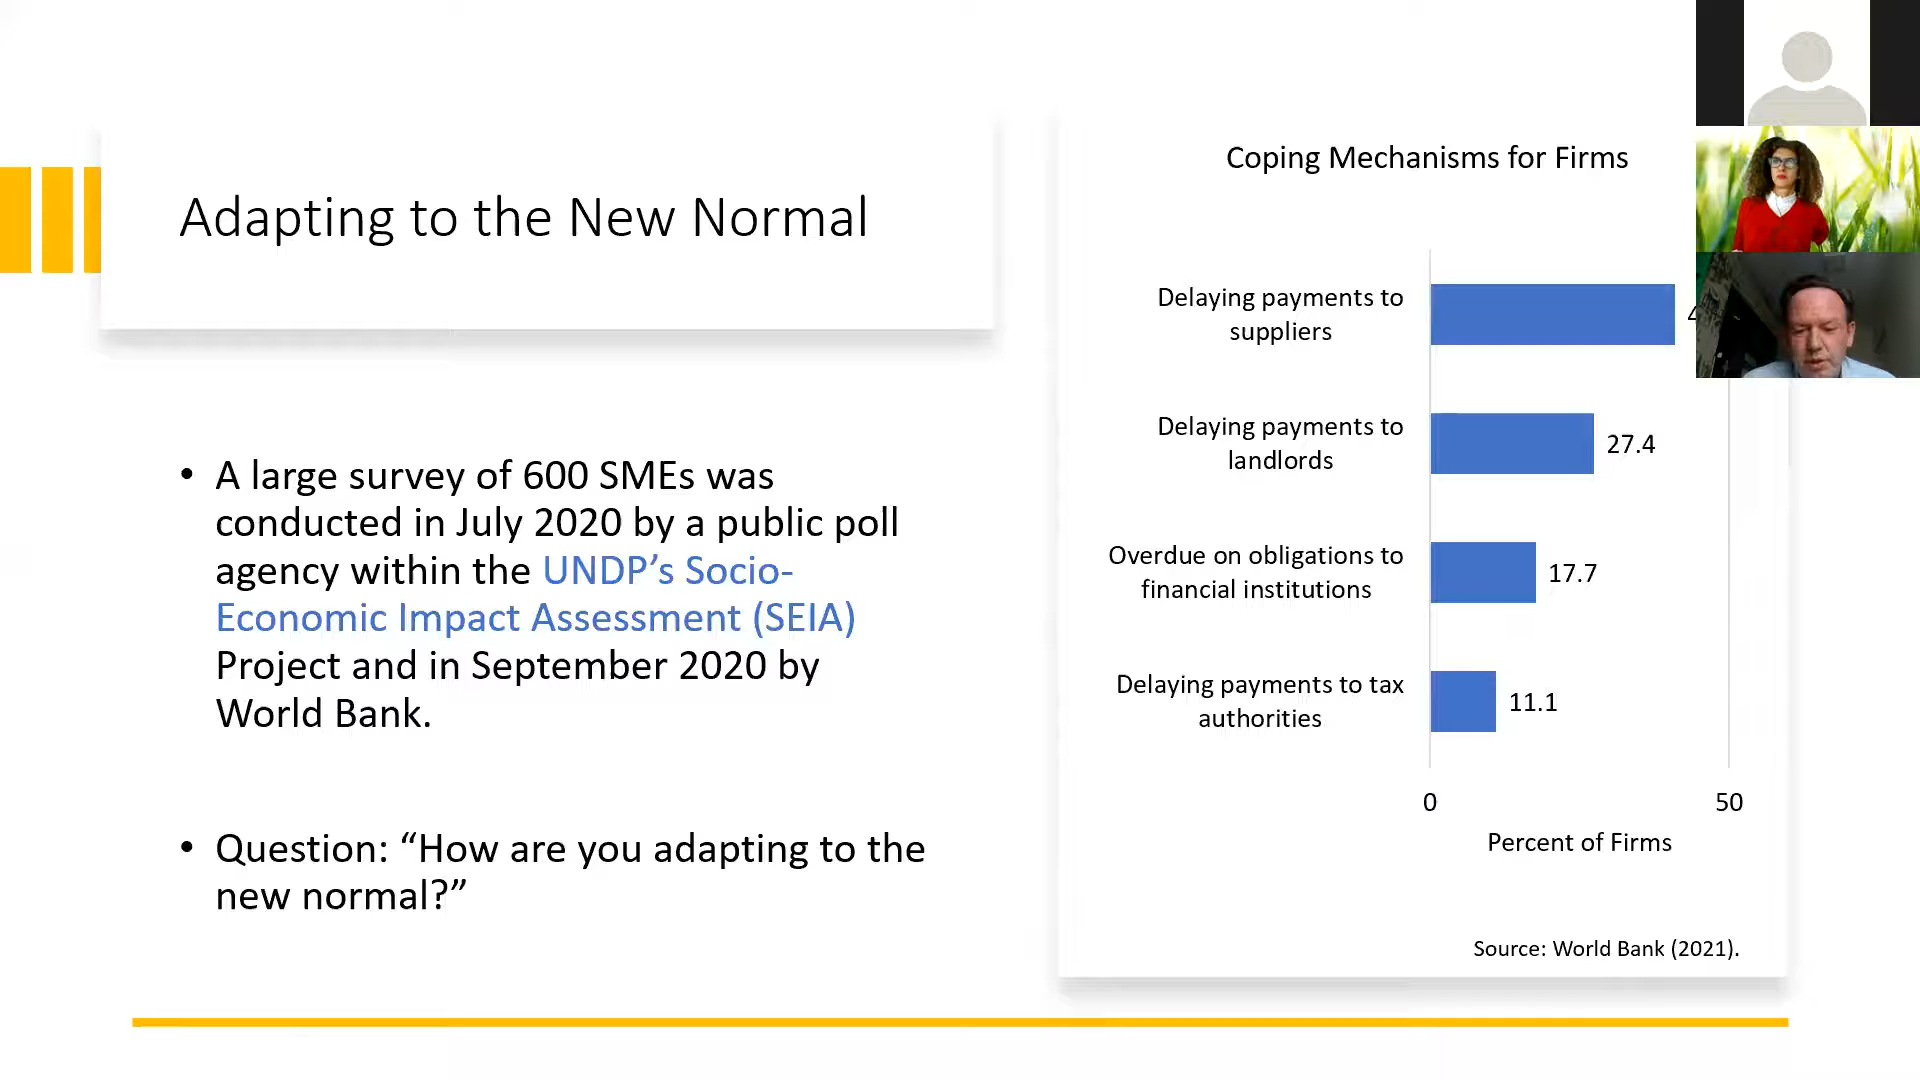 Adapting to the New Normal
• A large survey of 600 SMEs was
conducted in July 2020 by a public poll
agency within the UNDP’s Socio-
Economic Impact Assessment (SEIA)
Project and in September 2020 by
World Bank.
• Question: “How are you adapting to the
new normal?”
Coping Mechanisms for Firms
Delaying payments to
suppliers
Delaying payments to
landlords
27.4
Overdue on obligations to
financial institutions
17.7
Delaying payments to tax
authorities
11.1
0
50
Percent of Firms
Source: World Bank (2021).